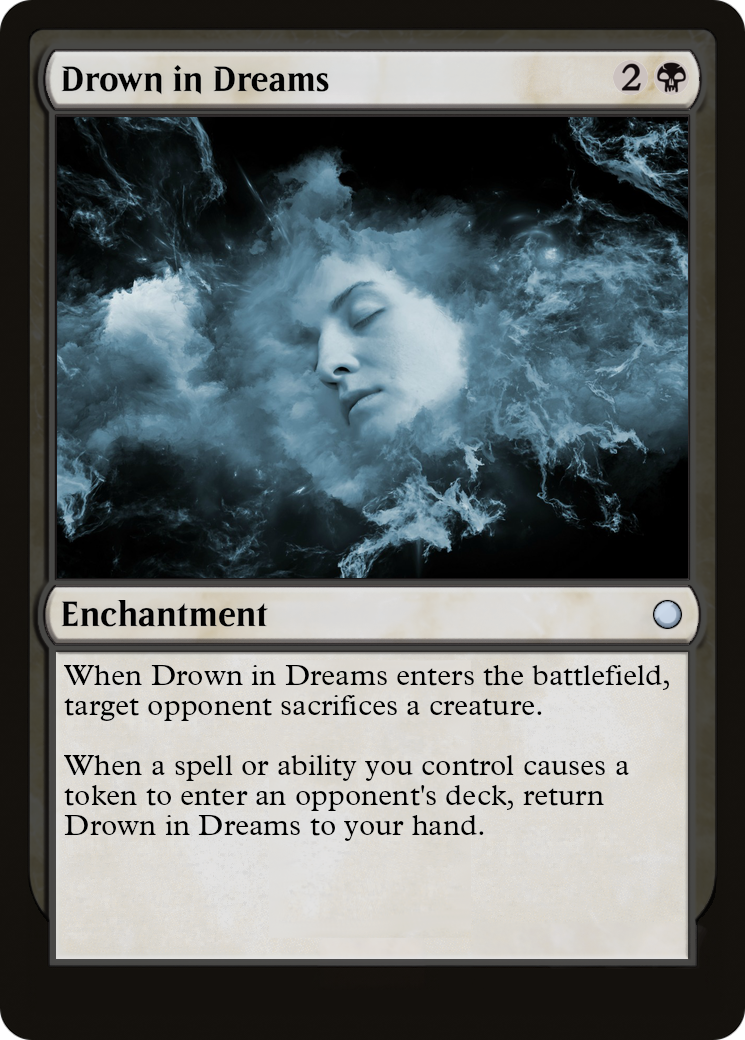 Drown in Dreams 2
Enchantment
When Drown in Dreams enters the battlefield,
target opponent sacrifices a creature.
When a spell or ability you control causes a
token to enter an opponent's deck, return
Drown in Dreams to your hand.